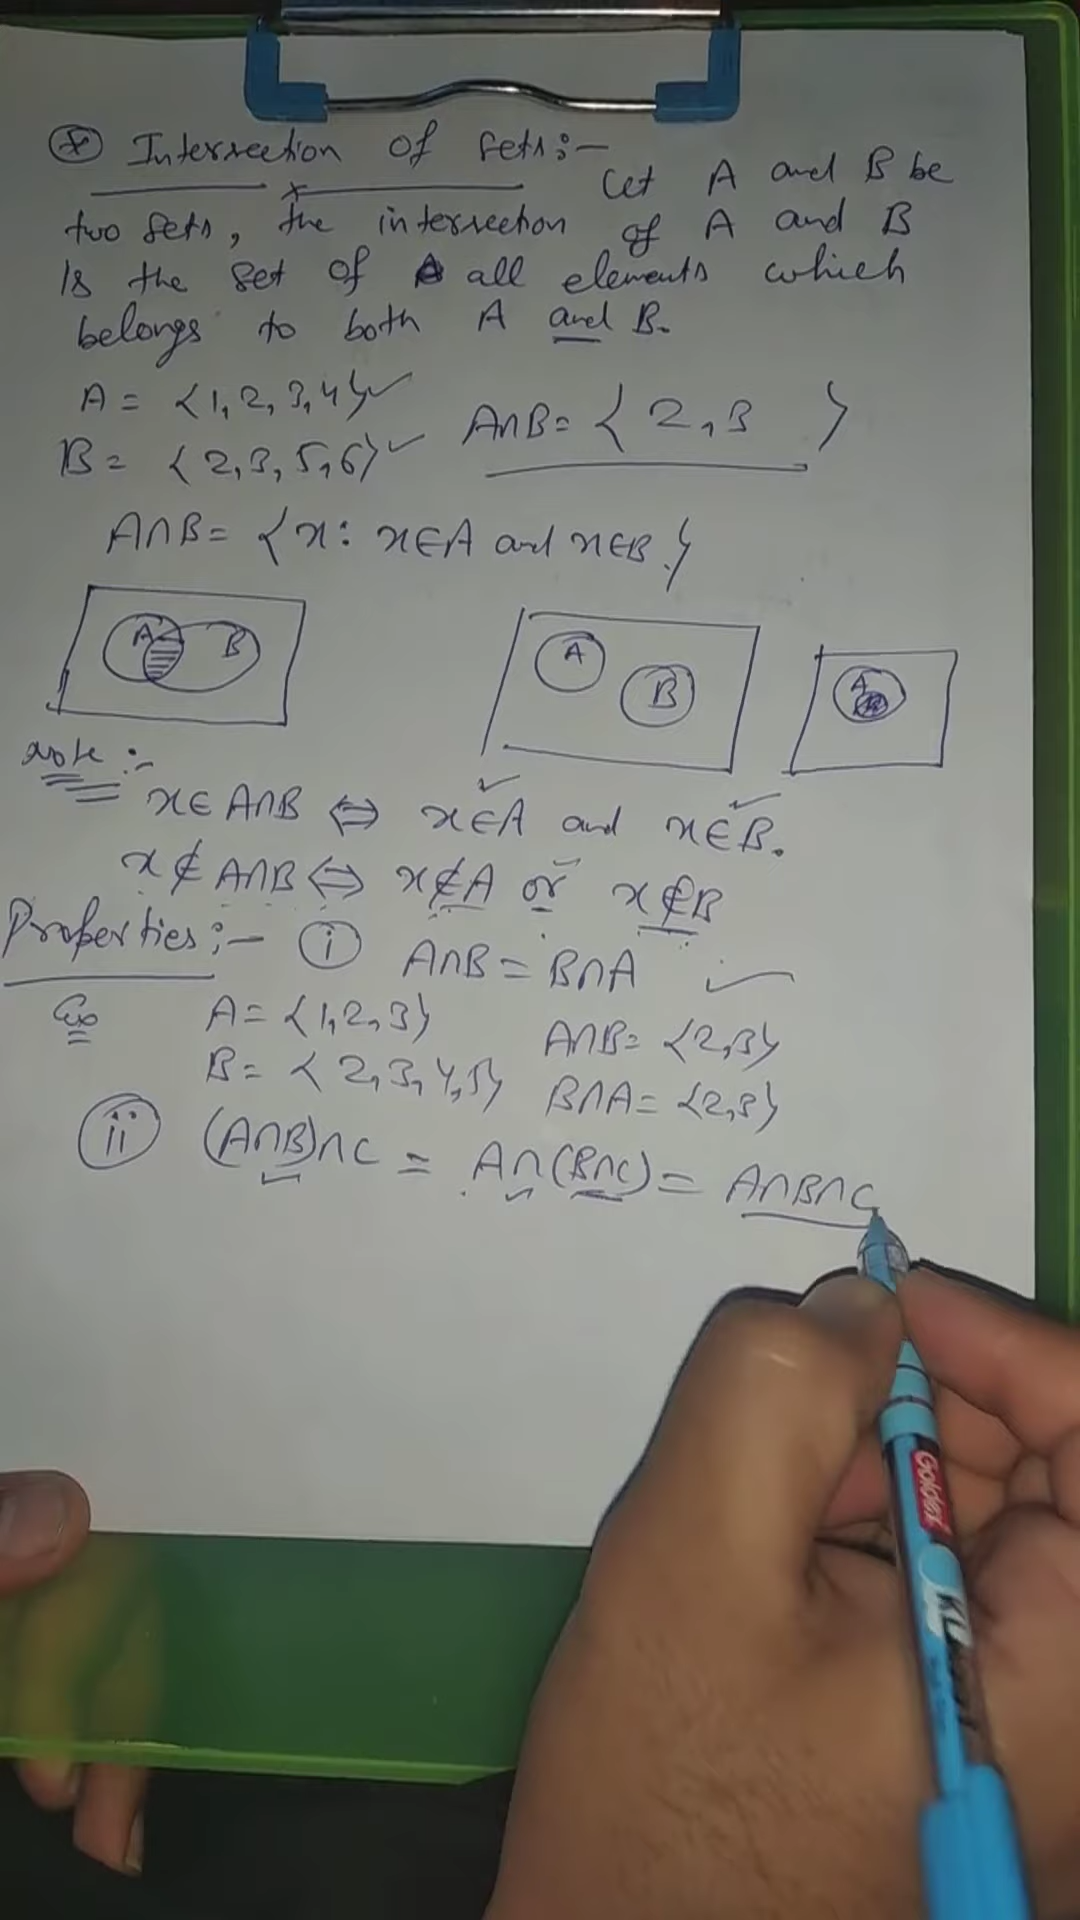 * Intersection of sets:-
Let A and B be
two sets, the intersection of A and B
is the set of all elements which
belongs to both A and B.
A = {1, 2, 3, 4} ✓
B = {2, 3, 5, 6} ✓
A∩B = { 2, 3 }
A∩B = {x : x∈A and x∈B.}
A B
A
B
A
Note :-
x∈A∩B ⇔ x∈A and x∈B.
x∉A∩B ⇔ x∉A or x∉B
Properties :- (i) A∩B = B∩A
Ex A = {1, 2, 3}
B = {2, 3, 4, 5}
A∩B = {2, 3}
B∩A = {2, 3}
(ii) (A∩B)∩C = A∩(B∩C) = A∩B∩C
Goldex